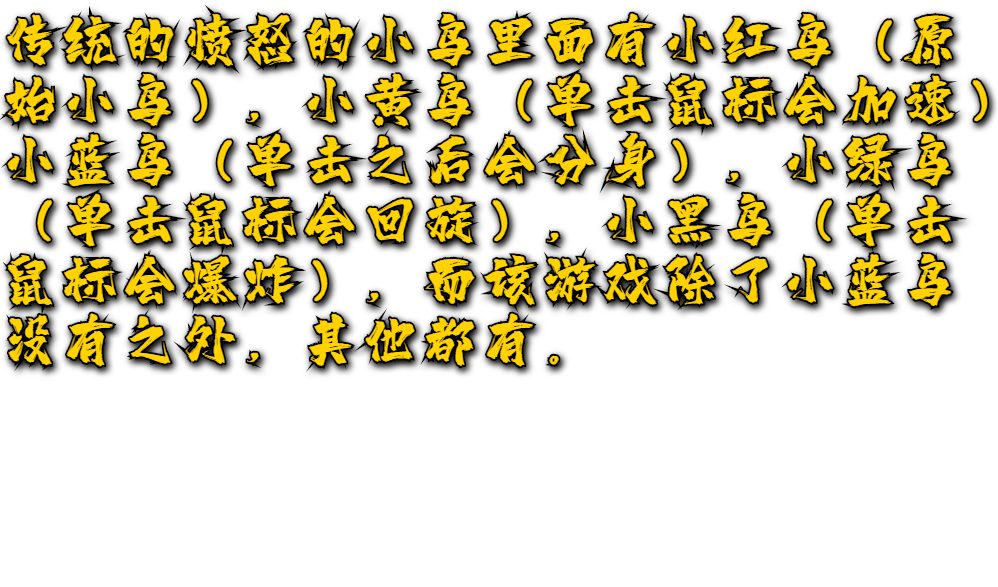 传统的愤怒的小鸟里面有小红鸟（原
始小鸟），小黄鸟（单击鼠标会加速）
小蓝鸟（单击之后会分身），小绿鸟
（单击鼠标会回旋），小黑鸟（单击
鼠标会爆炸），而该游戏除了小蓝鸟
没有之外，其他都有。